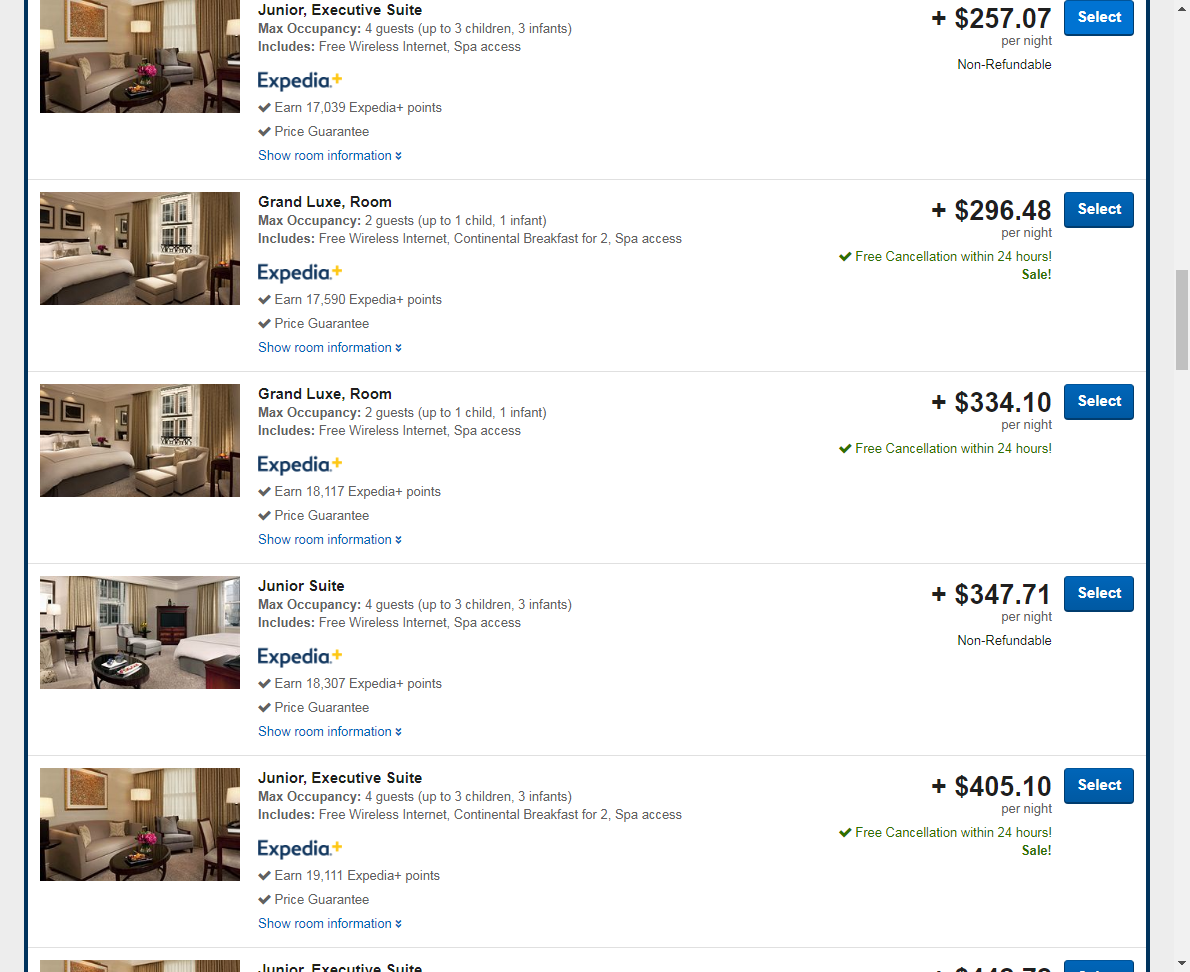 Junior, Executive Suite
Max Occupancy: 4 guests (up to 3 children, 3 infants)
Includes: Free Wireless Internet, Spa access
Expedia+
Earn 17,039 Expedia+ points
Price Guarantee
Show room information
+ $257.07
per night
Non-Refundable
Select
Grand Luxe, Room
Max Occupancy: 2 guests (up to 1 child, 1 infant)
Includes: Free Wireless Internet, Continental Breakfast for 2, Spa access
Expedia+
Earn 17,590 Expedia+ points
Price Guarantee
Show room information
+ $296.48
per night
Free Cancellation within 24 hours!
Sale!
Select
Grand Luxe, Room
Max Occupancy: 2 guests (up to 1 child, 1 infant)
Includes: Free Wireless Internet, Spa access
Expedia+
Earn 18,117 Expedia+ points
Price Guarantee
Show room information
+ $334.10
per night
Free Cancellation within 24 hours!
Select
Junior Suite
Max Occupancy: 4 guests (up to 3 children, 3 infants)
Includes: Free Wireless Internet, Spa access
Expedia+
Earn 18,307 Expedia+ points
Price Guarantee
Show room information
+ $347.71
per night
Non-Refundable
Select
Junior, Executive Suite
Max Occupancy: 4 guests (up to 3 children, 3 infants)
Includes: Free Wireless Internet, Continental Breakfast for 2, Spa access
Expedia+
Earn 19,111 Expedia+ points
Price Guarantee
Show room information
+ $405.10
per night
Free Cancellation within 24 hours!
Sale!
Select
Junior, Executive Suite